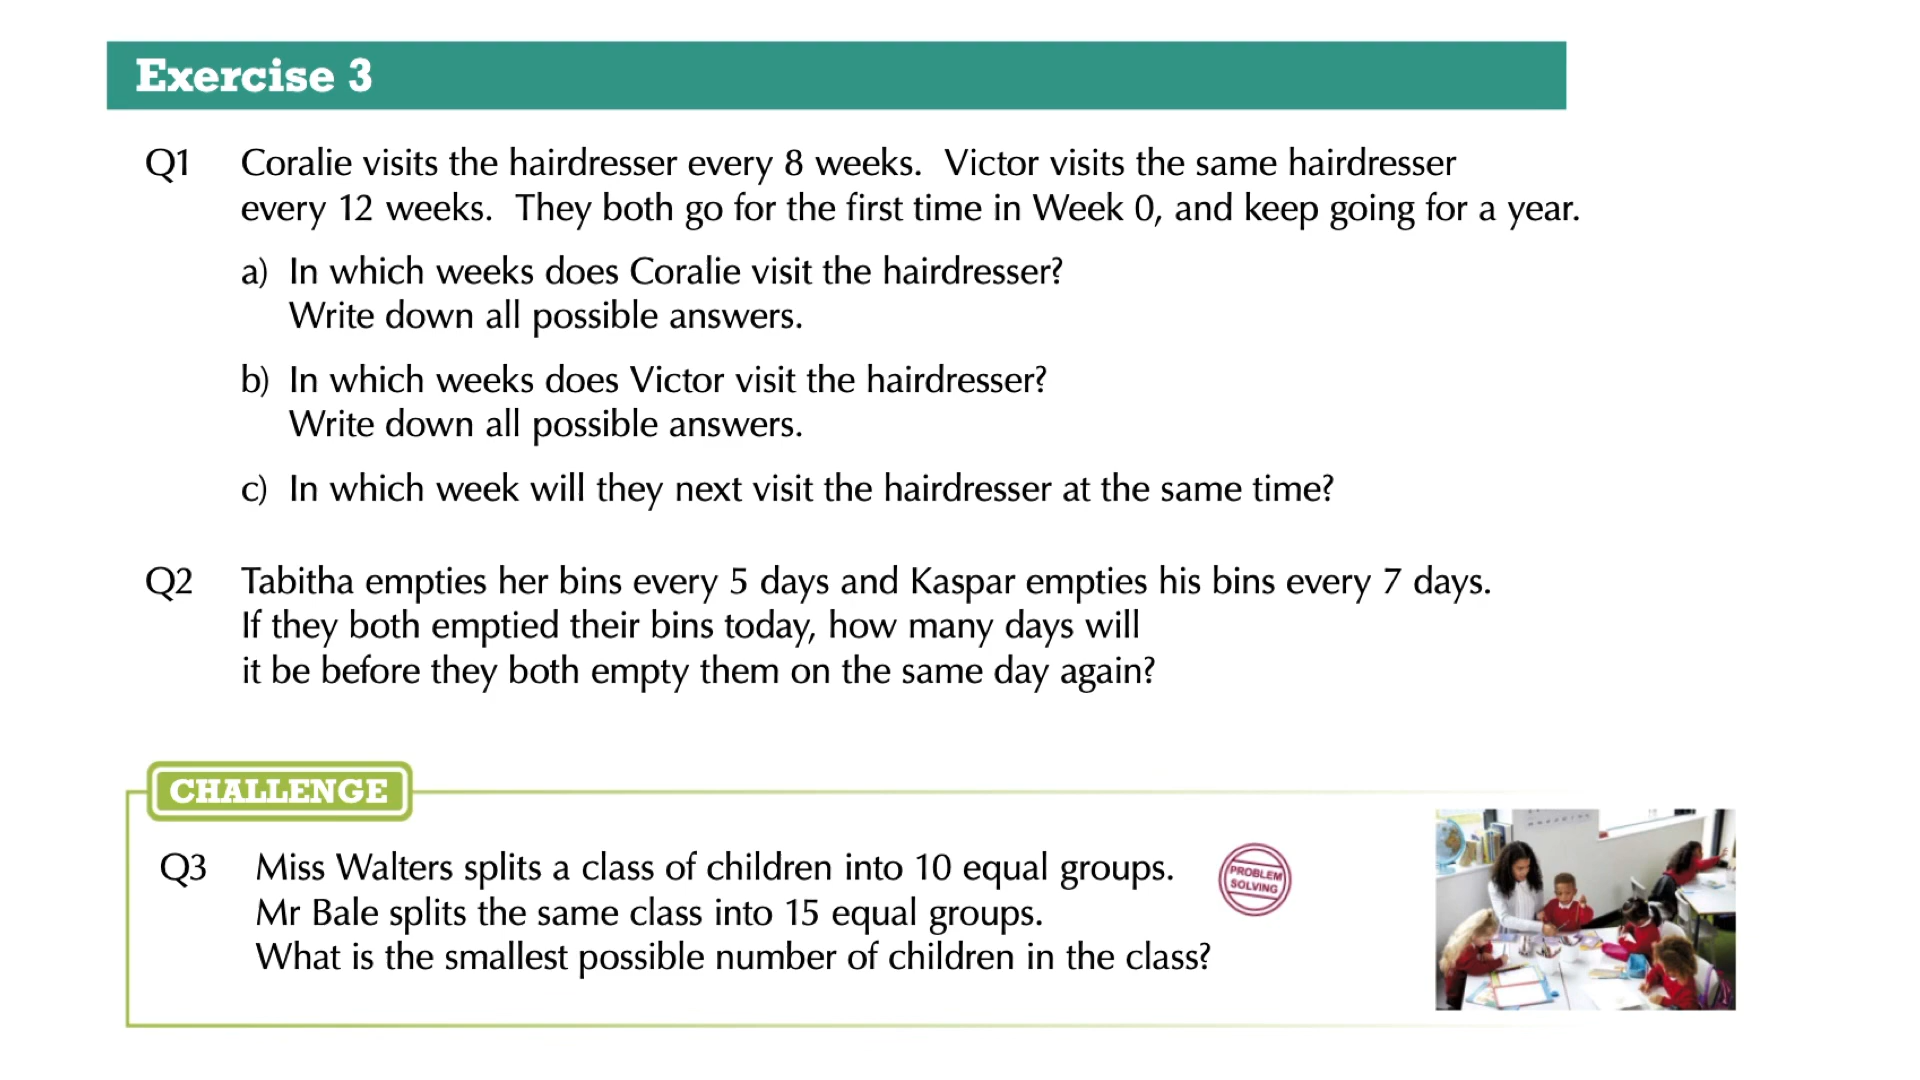 Exercise 3
Q1 Coralie visits the hairdresser every 8 weeks. Victor visits the same hairdresser
every 12 weeks. They both go for the first time in Week 0, and keep going for a year.
a) In which weeks does Coralie visit the hairdresser?
Write down all possible answers.
b) In which weeks does Victor visit the hairdresser?
Write down all possible answers.
c) In which week will they next visit the hairdresser at the same time?
Q2 Tabitha empties her bins every 5 days and Kaspar empties his bins every 7 days.
If they both emptied their bins today, how many days will
it be before they both empty them on the same day again?
CHALLENGE
Q3 Miss Walters splits a class of children into 10 equal groups.
Mr Bale splits the same class into 15 equal groups.
What is the smallest possible number of children in the class?
PROBLEM
SOLVING